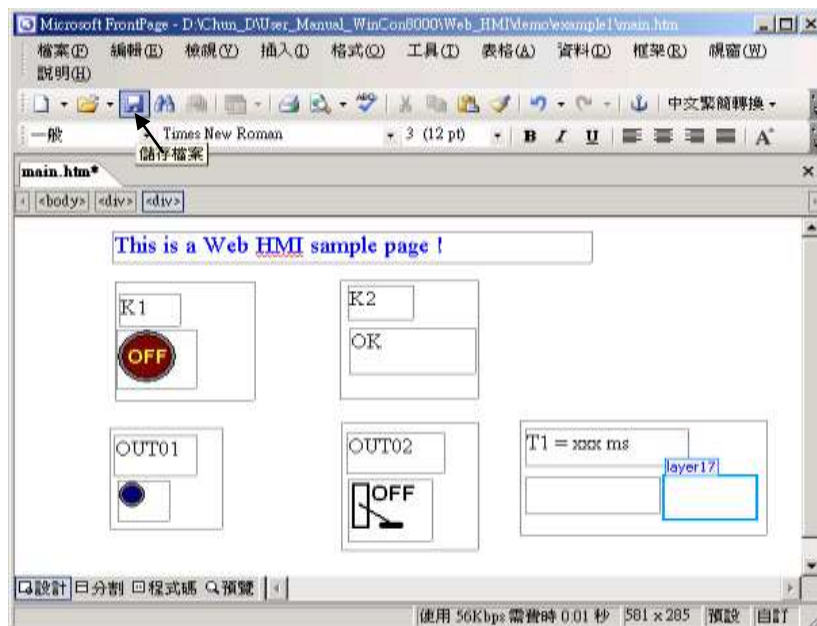 Microsoft FrontPage - D:\Chun_D\User_Manual_WinCon8000\Web_HMI\demo\example1\main.htm
檔案(F) 編輯(E) 檢視(V) 插入(I) 格式(O) 工具(T) 表格(A) 資料(D) 框架(R) 視窗(W)
說明(H)
中文繁簡轉換
一般 Times New Roman 3 (12 pt) B I U A
儲存檔案
main.htm*
<body> <div> <div>
This is a Web HMI sample page !
K1 K2
OFF OK
OUT01 OUT02 T1 = xxx ms
layer17
OFF
設計 分割 程式碼 預覽
使用 56Kbps 需費時 0:01 秒 581 x 285 預設 自訂